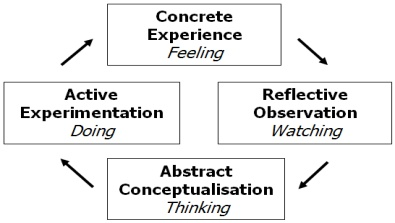 Concrete
Experience
Feeling
Active
Experimentation
Doing
Reflective
Observation
Watching
Abstract
Conceptualisation
Thinking